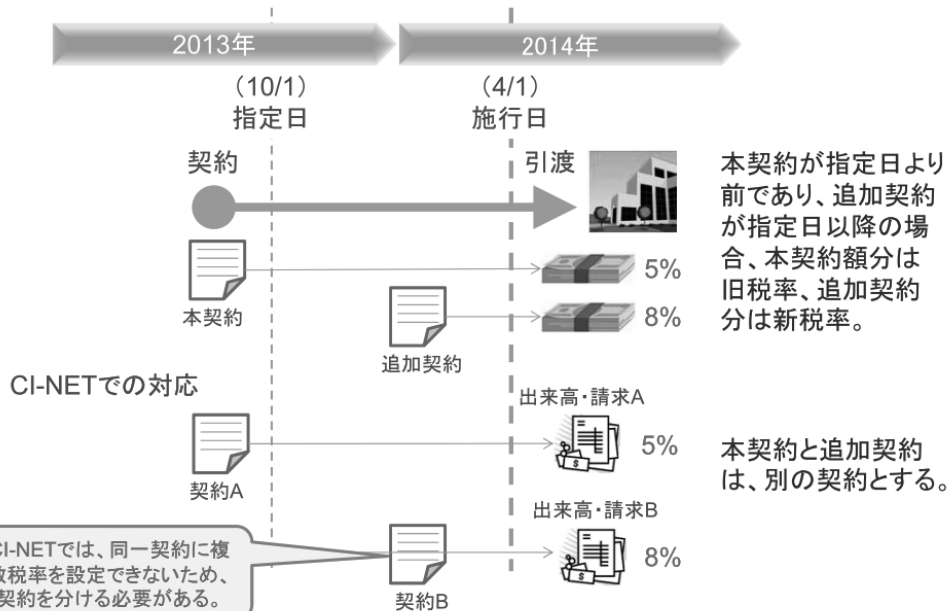 2013年
2014年
（10/1）
指定日
（4/1）
施行日
契約
引渡
本契約が指定日より
前であり、追加契約
が指定日以降の場
合、本契約額分は
旧税率、追加契約
分は新税率。
5%
本契約
8%
追加契約
CI-NETでの対応
出来高・請求A
5%
契約A
本契約と追加契約
は、別の契約とする。
出来高・請求B
8%
CI-NETでは、同一契約に複
数税率を設定できないため、
契約を分ける必要がある。
契約B